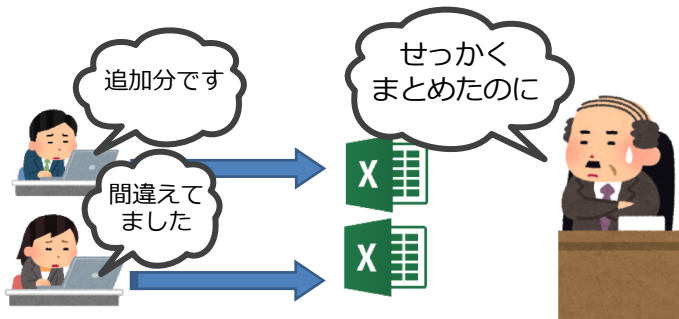 追加分です
間違えて
ました
せっかく
まとめたのに
X
X